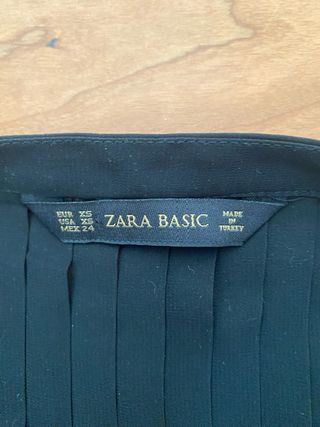 EUR XS
USA XS
MEX 24
ZARA BASIC
MADE
IN
TURKEY